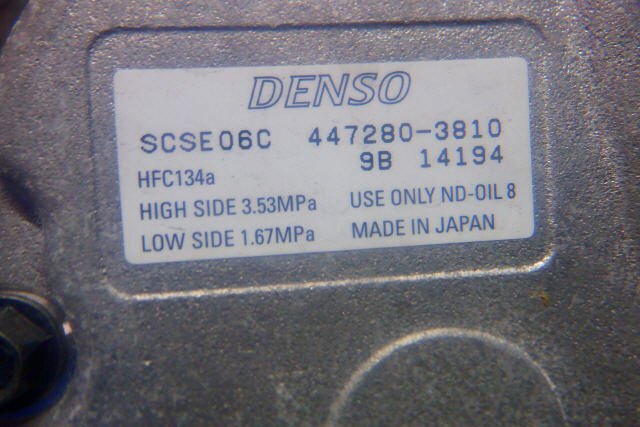 DENSO
SCSE06C 447280-3810
9B 14194
HFC134a
HIGH SIDE 3.53MPa USE ONLY ND-OIL 8
LOW SIDE 1.67MPa MADE IN JAPAN